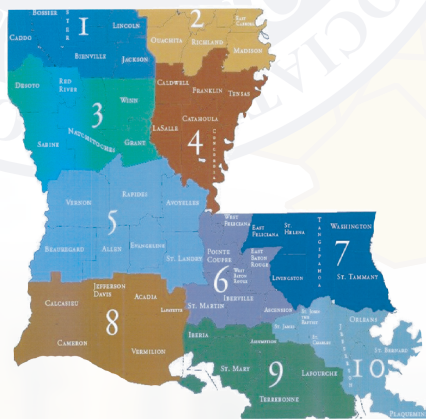 BOSSIER
CADDO
LINCOLN
1
BIENVILLE
JACKSON
2
OUACHITA
RICHLAND
MADISON
DESOTO
RED
RIVER
3
WINN
NATCHITOCHES
GRANT
SABINE
CALDWELL
FRANKLIN
TENSAS
CATAHOULA
LASALLE
4
CONCORDIA
VERNON
RAPIDES
AVOYELLES
5
BEAUREGARD
ALLEN
EVANGELINE
ST. LANDRY
WEST
FELICIANA
POINTE
COUPEE
EAST
BATON
ROUGE
WEST
BATON
ROUGE
6
IBERVILLE
ST. MARTIN
EAST
FELICIANA
ST.
HELENA
TANGIPAHOA
WASHINGTON
7
LIVINGSTON
ST. TAMMANY
CALCASIEU
JEFFERSON
DAVIS
ACADIA
LAFAYETTE
8
CAMERON
VERMILION
IBERIA
ST. MARY
ASSUMPTION
9
LAFOURCHE
TERREBONNE
ASCENSION
ST. JAMES
ST. JOHN
THE
BAPTIST
ST.
CHARLES
JEFFERSON
ORLEANS
ST. BERNARD
10
PLAQUEMIN